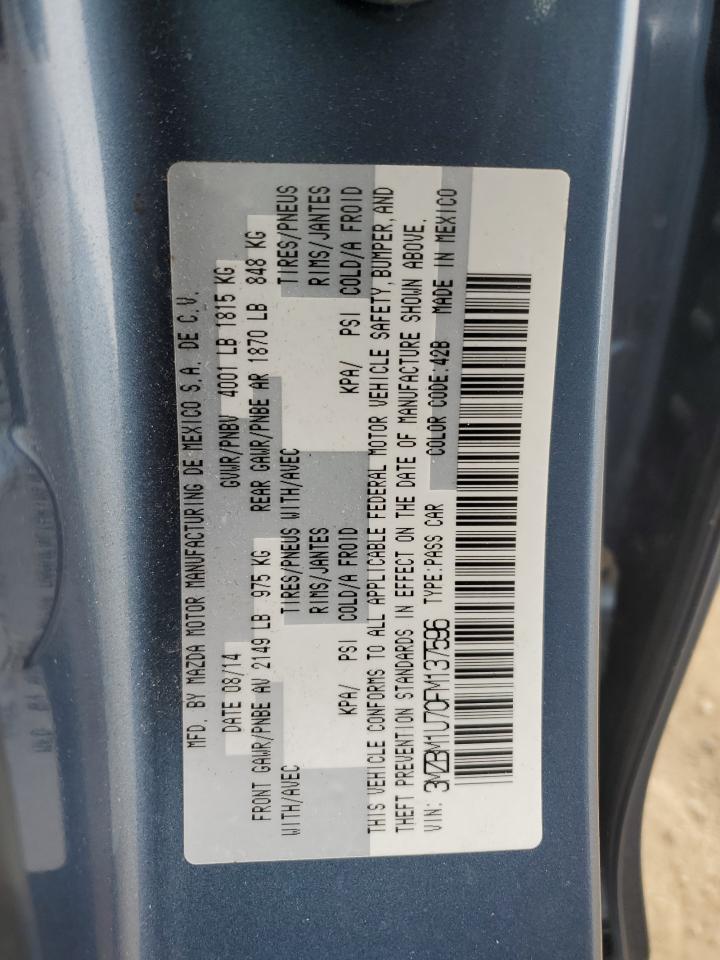 MFD. BY MAZDA MOTOR MANUFACTURING DE MEXICO S.A. DE C.V.
DATE 08/14 GVWR/PNBV 4001 LB 1815 KG
FRONT GAWR/PNBE AV 2149 LB 975 KG REAR GAWR/PNBE AR 1870 LB 848 KG
WITH/AVEC TIRES/PNEUS WITH/AVEC TIRES/PNEUS
RIMS/JANTES RIMS/JANTES
KPA/ PSI COLD/A FROID KPA/ PSI COLD/A FROID
THIS VEHICLE CONFORMS TO ALL APPLICABLE FEDERAL MOTOR VEHICLE SAFETY, BUMPER, AND
THEFT PREVENTION STANDARDS IN EFFECT ON THE DATE OF MANUFACTURE SHOWN ABOVE.
VIN: 3MZBM1U70FM137596 TYPE:PASS CAR COLOR CODE:42B MADE IN MEXICO